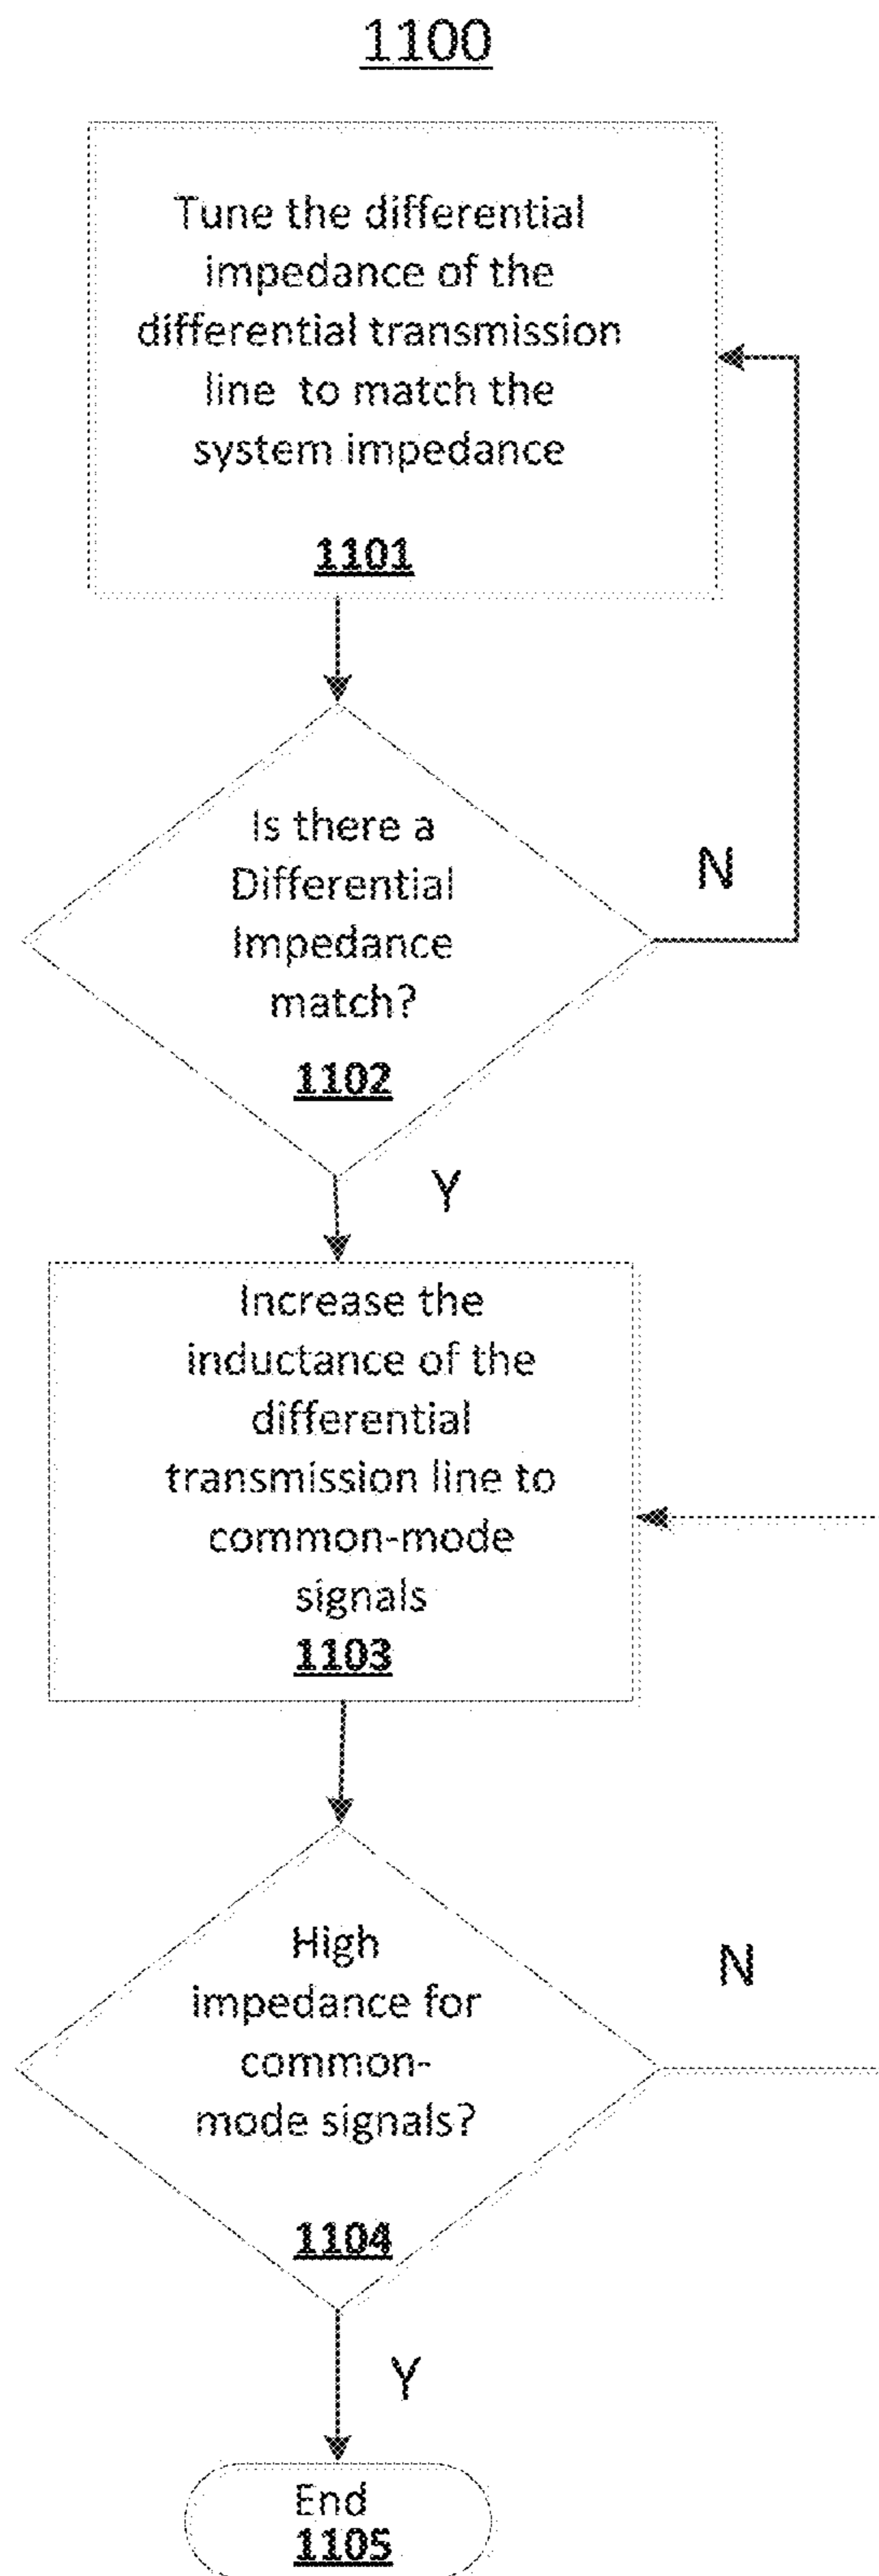 1100
Tune the differential
impedance of the
differential transmission
line to match the
system impedance
1101
Is there a
Differential
Impedance
match?
1102
N
Y
Increase the
inductance of the
differential
transmission line to
common-mode
signals
1103
High
impedance for
common-
mode signals?
1104
N
Y
End
1105